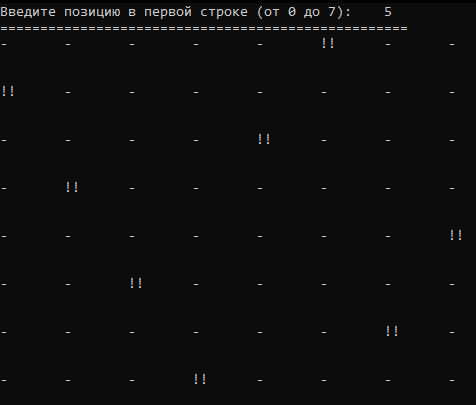 Введите позицию в первой строке (от 0 до 7):    5
===================================================
-       -       -       -       -       !!      -       -
!!      -       -       -       -       -       -       -
-       -       -       -       !!      -       -       -
-       !!      -       -       -       -       -       -
-       -       -       -       -       -       -       !!
-       -       !!      -       -       -       -       -
-       -       -       -       -       -       !!      -
-       -       -       !!      -       -       -       -